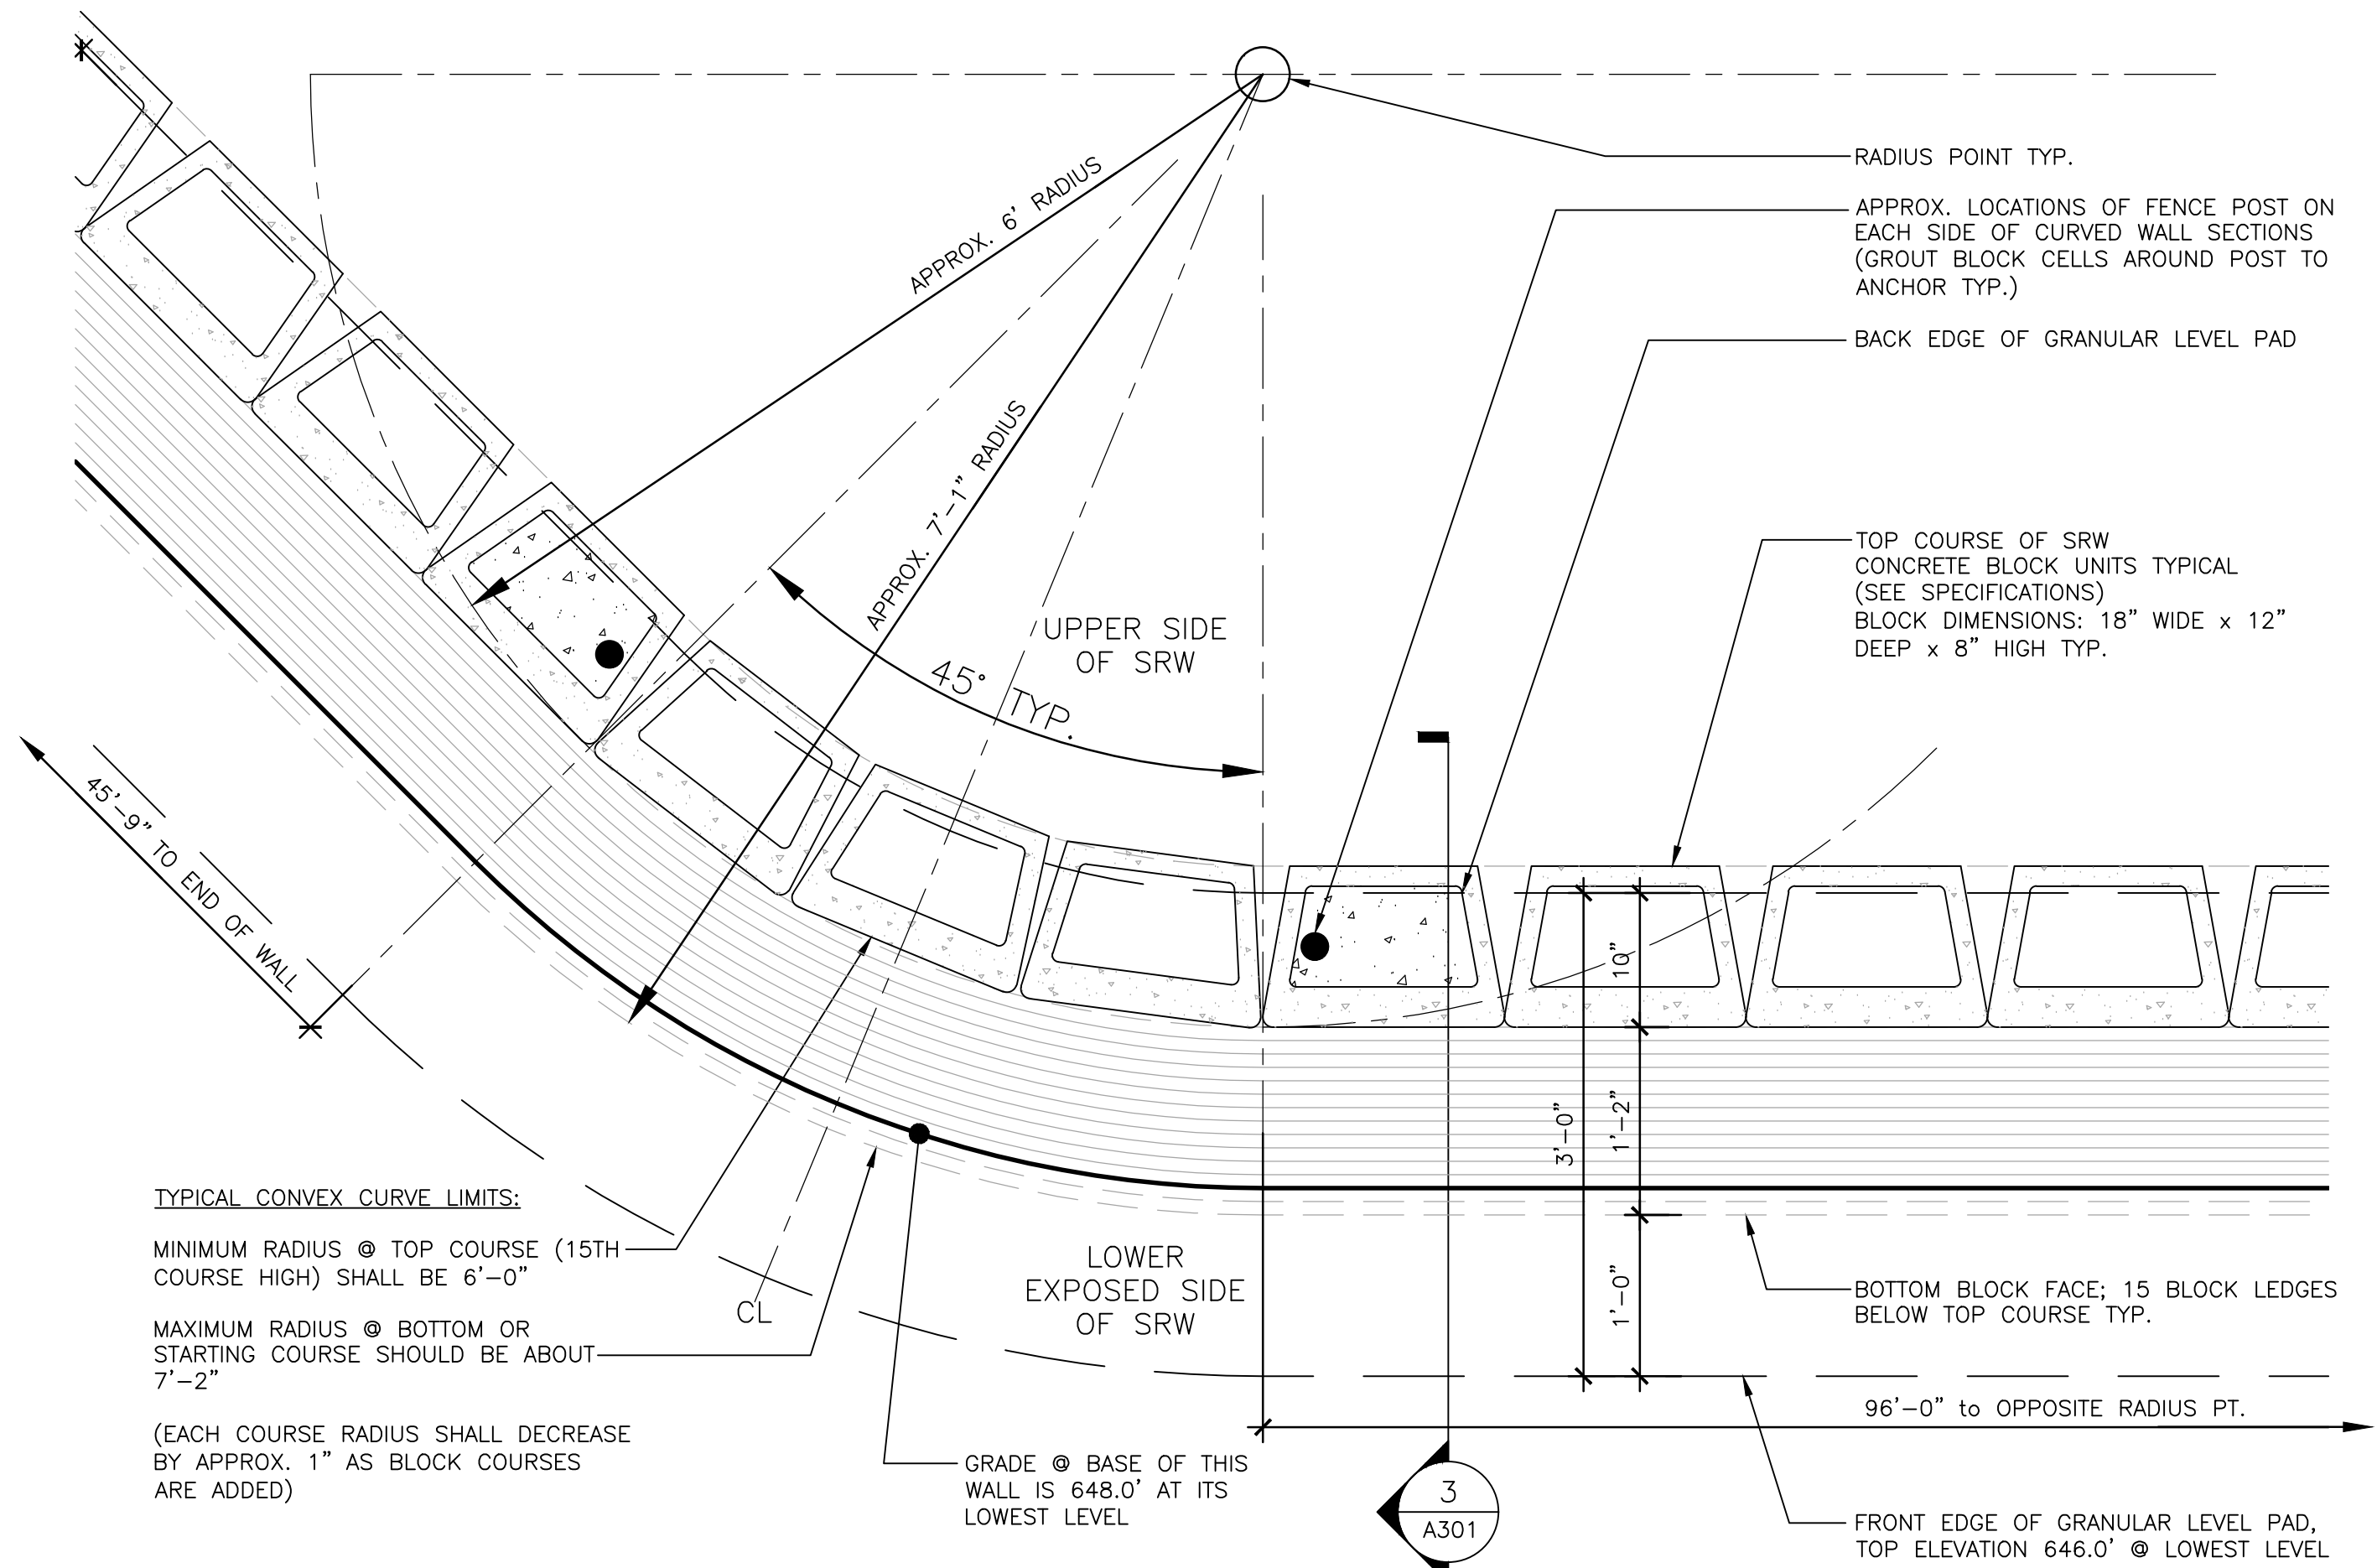 RADIUS POINT TYP.
APPROX. LOCATIONS OF FENCE POST ON
EACH SIDE OF CURVED WALL SECTIONS
(GROUT BLOCK CELLS AROUND POST TO
ANCHOR TYP.)
BACK EDGE OF GRANULAR LEVEL PAD
TOP COURSE OF SRW
CONCRETE BLOCK UNITS TYPICAL
(SEE SPECIFICATIONS)
BLOCK DIMENSIONS: 18" WIDE x 12"
DEEP x 8" HIGH TYP.
APPROX. 6' RADIUS
APPROX. 7'-1" RADIUS
UPPER SIDE
OF SRW
45° TYP.
45'-9" TO END OF WALL
10"
1'-2"
3'-0"
1'-0"
TYPICAL CONVEX CURVE LIMITS:
MINIMUM RADIUS @ TOP COURSE (15TH
COURSE HIGH) SHALL BE 6'-0"
MAXIMUM RADIUS @ BOTTOM OR
STARTING COURSE SHOULD BE ABOUT
7'-2"
(EACH COURSE RADIUS SHALL DECREASE
BY APPROX. 1" AS BLOCK COURSES
ARE ADDED)
CL
LOWER
EXPOSED SIDE
OF SRW
GRADE @ BASE OF THIS
WALL IS 648.0' AT ITS
LOWEST LEVEL
BOTTOM BLOCK FACE; 15 BLOCK LEDGES
BELOW TOP COURSE TYP.
96'-0" to OPPOSITE RADIUS PT.
3
A301
FRONT EDGE OF GRANULAR LEVEL PAD,
TOP ELEVATION 646.0' @ LOWEST LEVEL